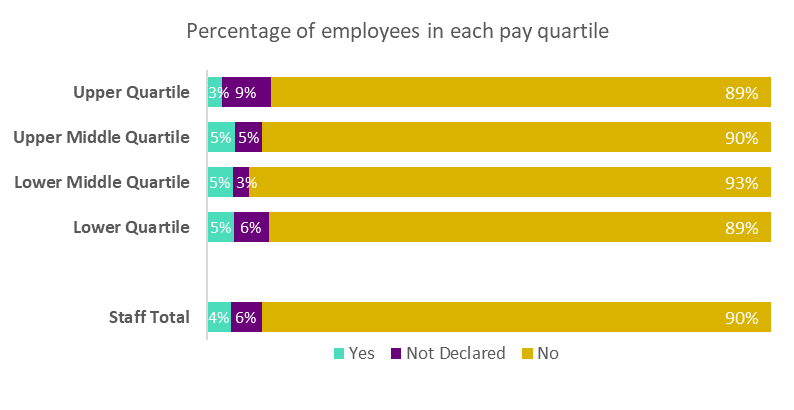 Percentage of employees in each pay quartile
Upper Quartile 3% 9% 89%
Upper Middle Quartile 5% 5% 90%
Lower Middle Quartile 5% 3% 93%
Lower Quartile 5% 6% 89%
Staff Total 4% 6% 90%
Yes Not Declared No